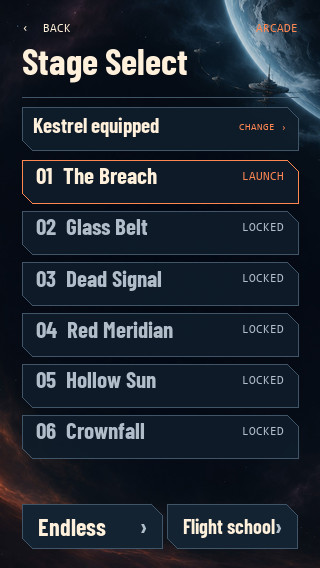 ‹ BACK ARCADE
Stage Select
Kestrel equipped CHANGE ›
01 The Breach LAUNCH
02 Glass Belt LOCKED
03 Dead Signal LOCKED
04 Red Meridian LOCKED
05 Hollow Sun LOCKED
06 Crownfall LOCKED
Endless › Flight school›